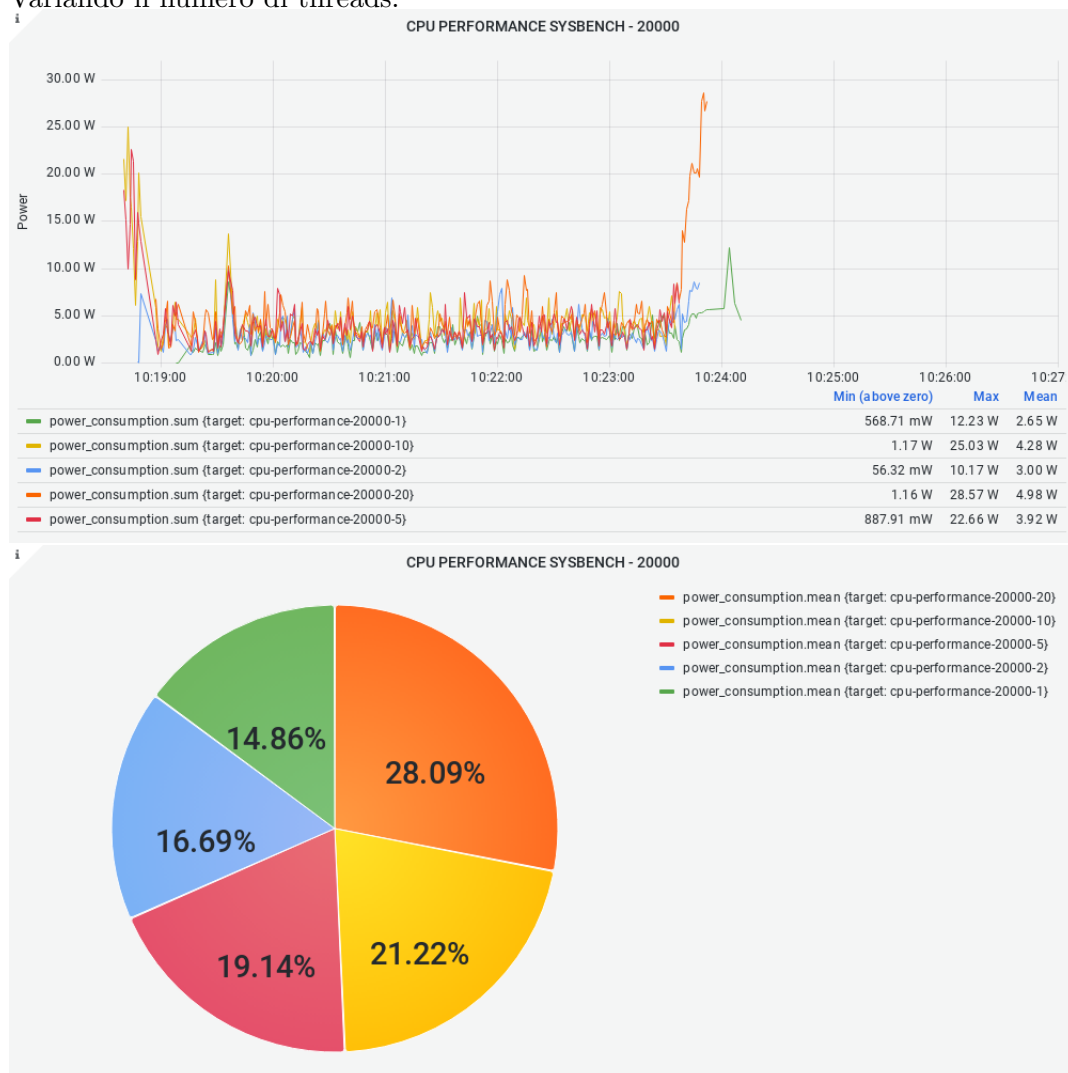 Variando il numero di threads.
i
CPU PERFORMANCE SYSBENCH - 20000
30.00 W
25.00 W
20.00 W
15.00 W
10.00 W
5.00 W
0.00 W
Power
10:19:00 10:20:00 10:21:00 10:22:00 10:23:00 10:24:00 10:25:00 10:26:00 10:27
Min (above zero) Max Mean
power_consumption.sum {target: cpu-performance-20000-1} 568.71 mW 12.23 W 2.65 W
power_consumption.sum {target: cpu-performance-20000-10} 1.17 W 25.03 W 4.28 W
power_consumption.sum {target: cpu-performance-20000-2} 56.32 mW 10.17 W 3.00 W
power_consumption.sum {target: cpu-performance-20000-20} 1.16 W 28.57 W 4.98 W
power_consumption.sum {target: cpu-performance-20000-5} 887.91 mW 22.66 W 3.92 W
i
CPU PERFORMANCE SYSBENCH - 20000
power_consumption.mean {target: cpu-performance-20000-20}
power_consumption.mean {target: cpu-performance-20000-10}
power_consumption.mean {target: cpu-performance-20000-5}
power_consumption.mean {target: cpu-performance-20000-2}
power_consumption.mean {target: cpu-performance-20000-1}
14.86%
28.09%
16.69%
21.22%
19.14%